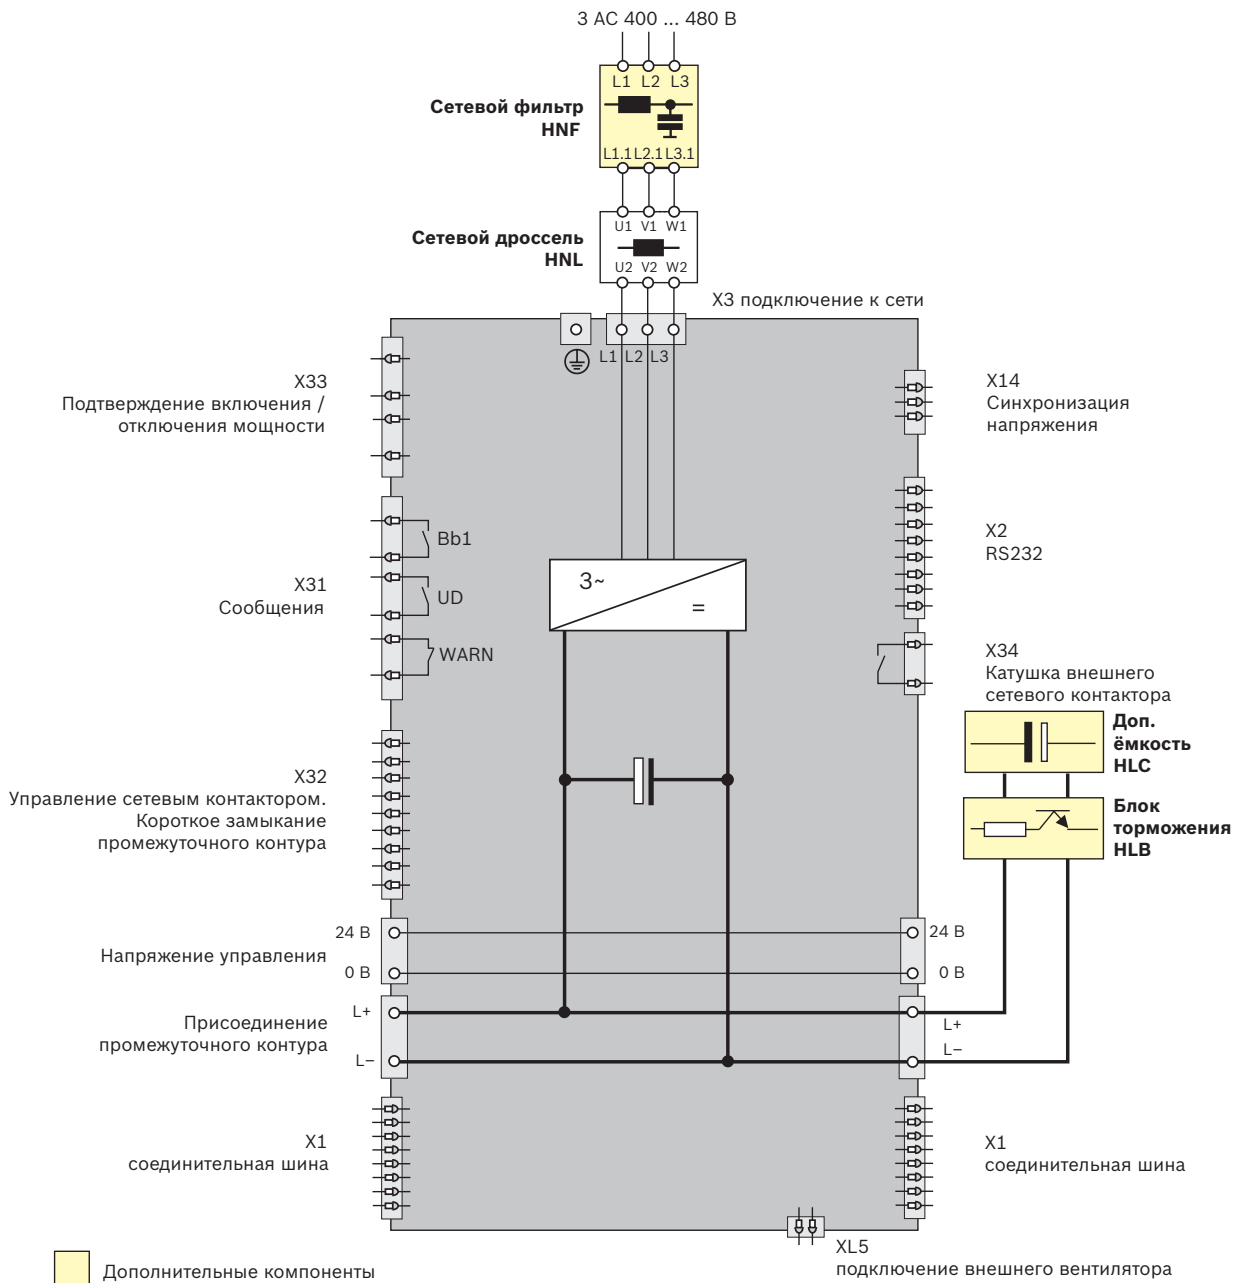 3 AC 400 ... 480 В
L1 L2 L3
Сетевой фильтр
HNF
L1.1 L2.1 L3.1
U1 V1 W1
Сетевой дроссель
HNL
U2 V2 W2
X3 подключение к сети
L1 L2 L3
X33
Подтверждение включения /
отключения мощности
X14
Синхронизация
напряжения
Bb1
X31
Сообщения
UD
WARN
X2
RS232
3~
=
X34
Катушка внешнего
сетевого контактора
Доп.
ёмкость
HLC
Блок
торможения
HLB
X32
Управление сетевым контактором.
Короткое замыкание
промежуточного контура
24 В
24 В
Напряжение управления
0 В
0 В
L+
L+
Присоединение
промежуточного контура
L−
L−
X1
соединительная шина
X1
соединительная шина
XL5
подключение внешнего вентилятора
Дополнительные компоненты